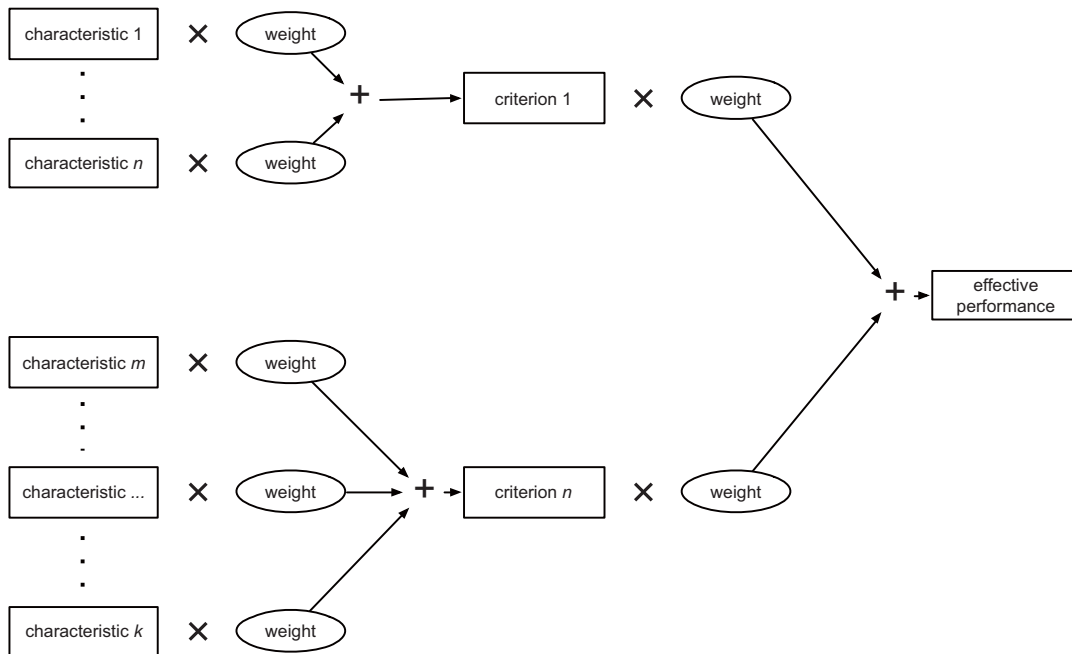 characteristic 1 × weight
+ criterion 1 × weight
characteristic n × weight
+ effective
performance
characteristic m × weight
characteristic ... × weight + criterion n × weight
characteristic k × weight